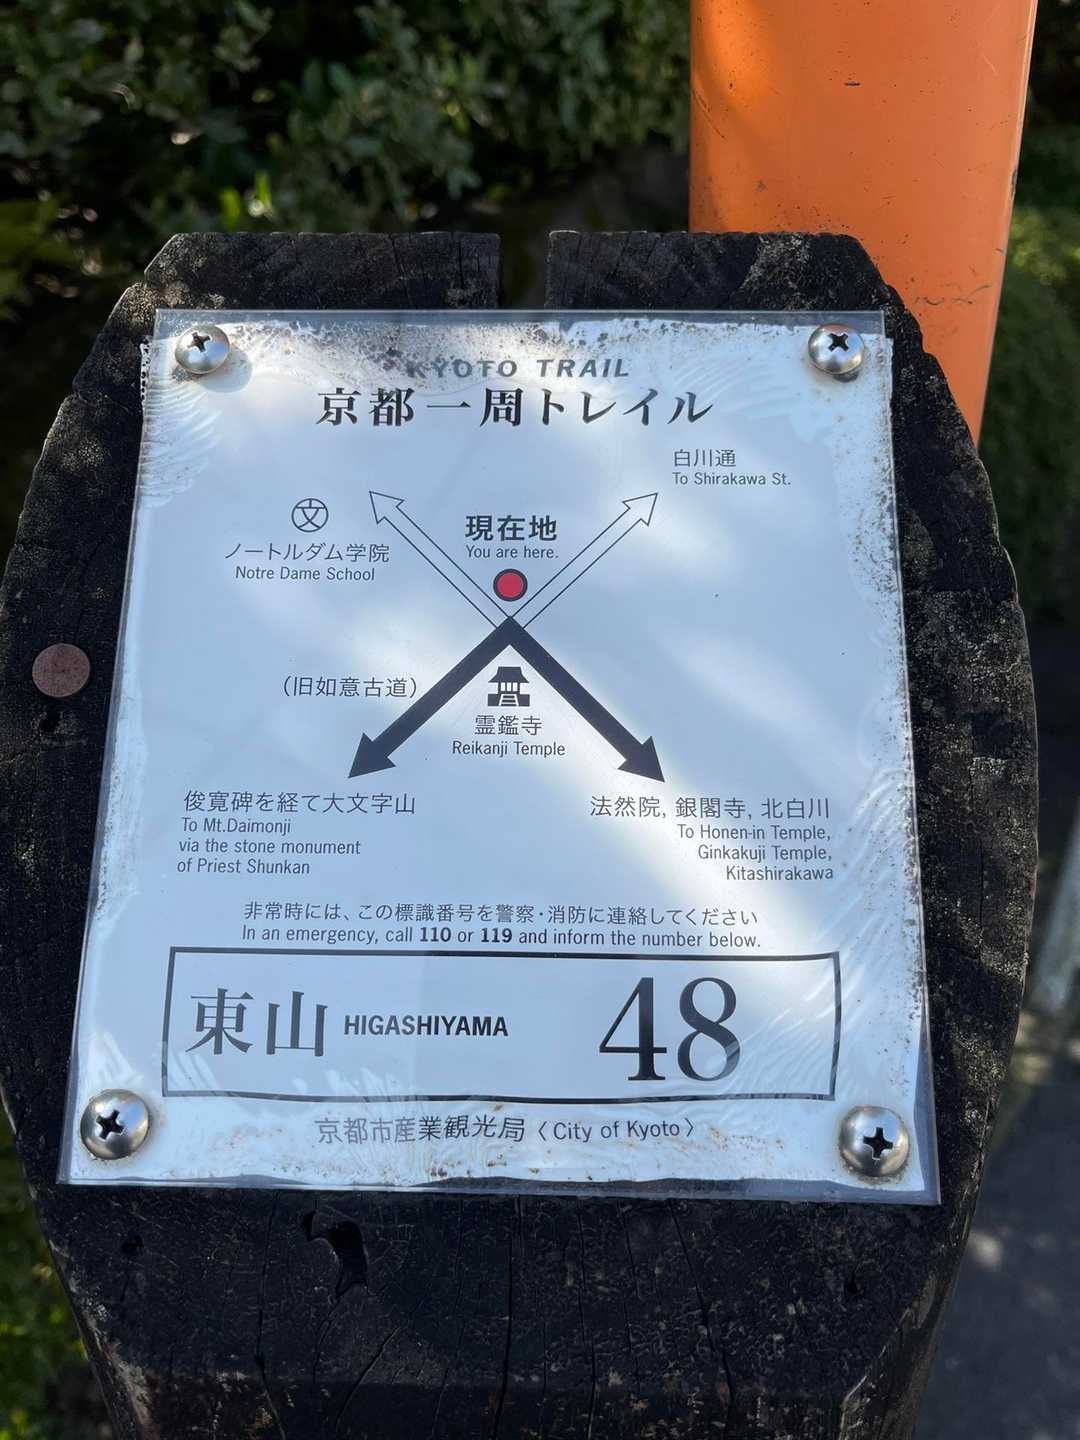 KYOTO TRAIL
京都一周トレイル
白川通
To Shirakawa St.
文
現在地
You are here.
ノートルダム学院
Notre Dame School
(旧如意古道)
霊鑑寺
Reikanji Temple
俊寛碑を経て大文字山
To Mt.Daimonji
via the stone monument
of Priest Shunkan
法然院, 銀閣寺, 北白川
To Honen-in Temple,
Ginkakuji Temple,
Kitashirakawa
非常時には、この標識番号を警察・消防に連絡してください
In an emergency, call 110 or 119 and inform the number below.
東山 HIGASHIYAMA 48
京都市産業観光局〈City of Kyoto〉